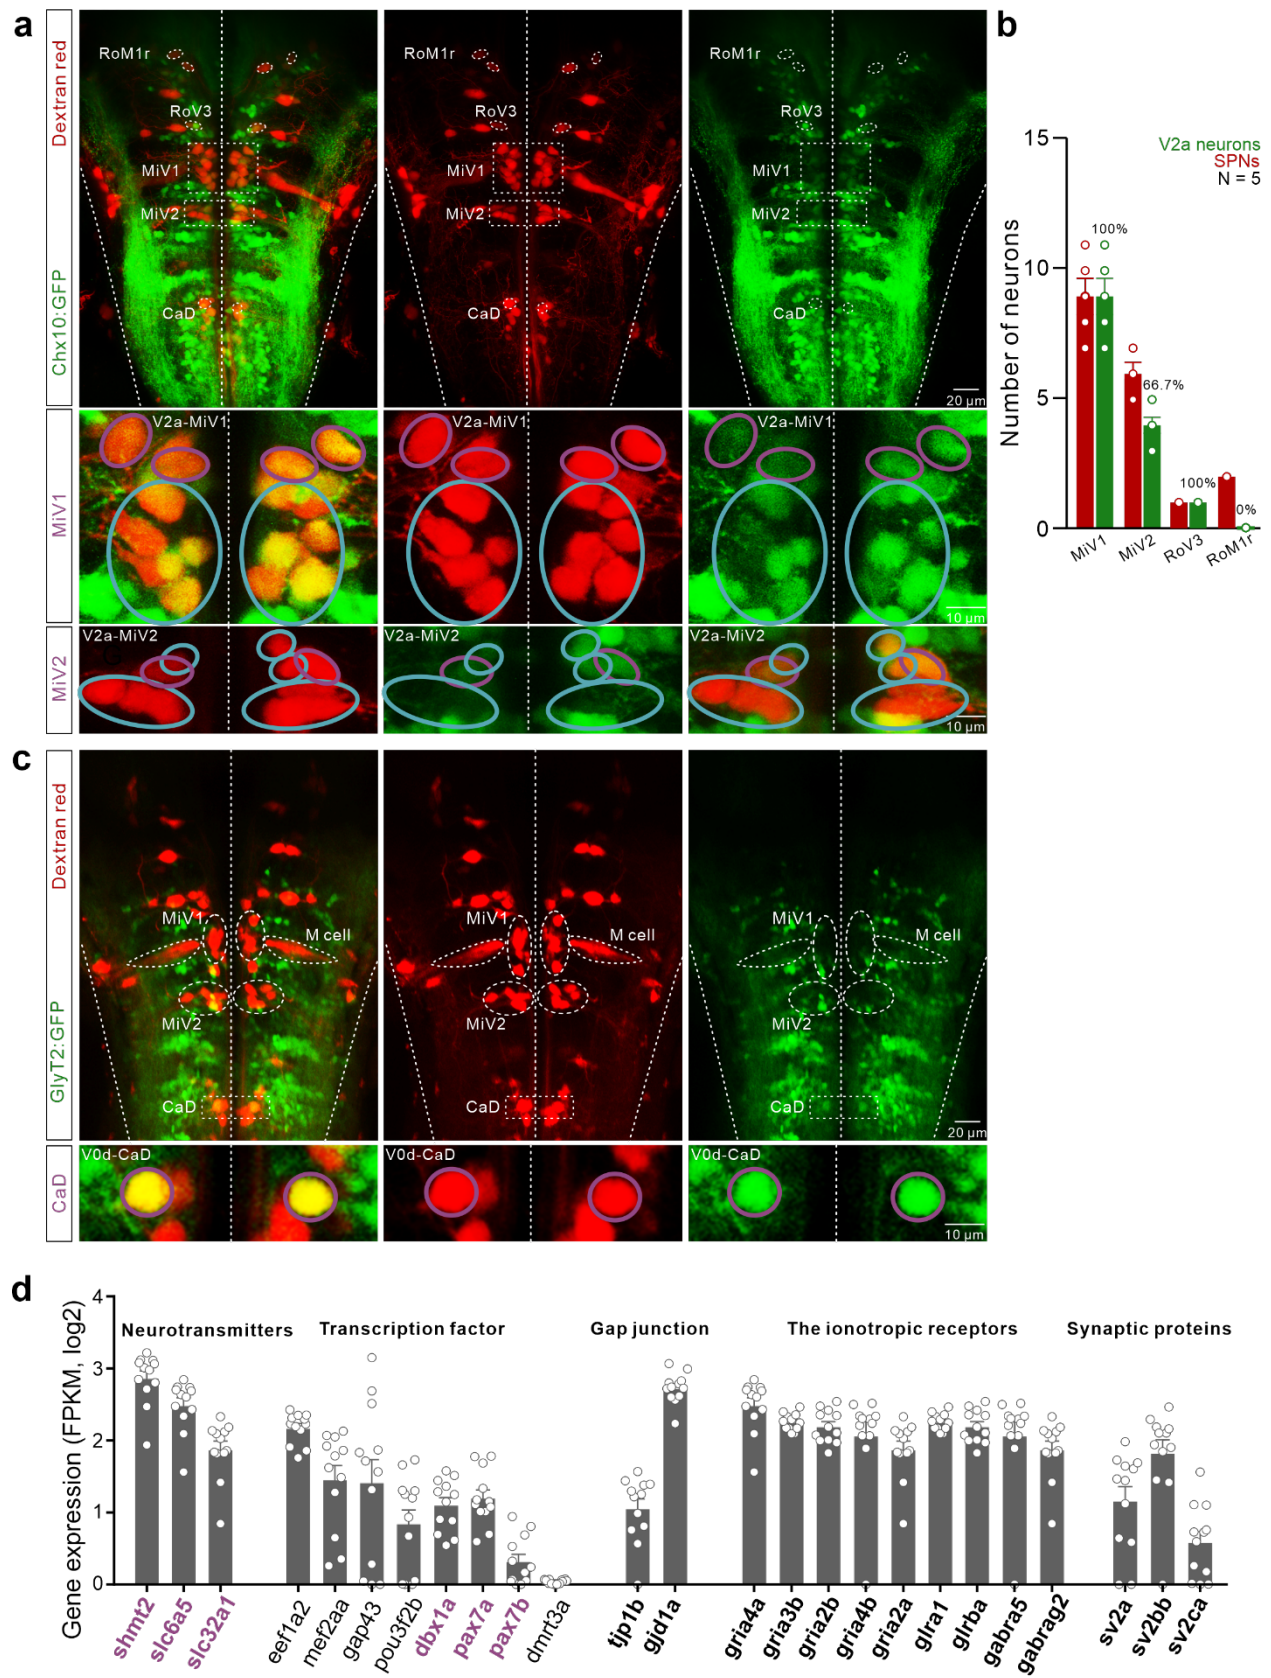 a
Dextran red
Chx10:GFP
RoM1r
RoV3
MiV1
MiV2
CaD
RoM1r
RoV3
MiV1
MiV2
CaD
RoM1r
RoV3
MiV1
MiV2
CaD
20 µm
MiV1
V2a-MiV1
V2a-MiV1
V2a-MiV1
10 µm
MiV2
V2a-MiV2
V2a-MiV2
V2a-MiV2
10 µm
b
V2a neurons
SPNs
N = 5
Number of neurons
15
10
5
0
100%
66.7%
100%
0%
MiV1
MiV2
RoV3
RoM1r
c
Dextran red
GlyT2:GFP
MiV1
M cell
MiV2
CaD
MiV1
M cell
MiV2
CaD
MiV1
M cell
MiV2
CaD
20 µm
CaD
V0d-CaD
V0d-CaD
V0d-CaD
10 µm
d
Gene expression (FPKM, log2)
4
3
2
1
0
Neurotransmitters
Transcription factor
Gap junction
The ionotropic receptors
Synaptic proteins
shmt2
slc6a5
slc32a1
eef1a2
mef2aa
gap43
pou3f2b
dbx1a
pax7a
pax7b
dmrt3a
tjp1b
gjd1a
gria4a
gria3b
gria2b
gria4b
gria2a
glra1
glrba
gabra5
gabrag2
sv2a
sv2bb
sv2ca